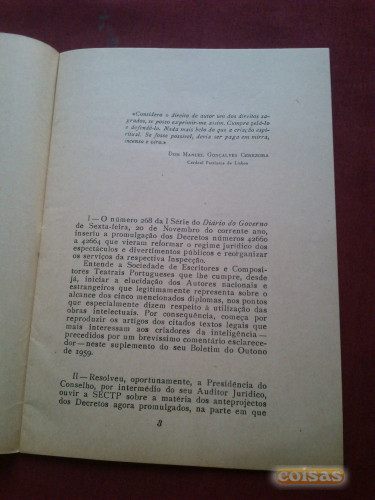 «Considero o direito de autor um dos direitos sa-
grados, se posso exprimir-me assim. Cumpre zelá-lo
e defendê-lo. Nada mais belo do que a criação espi-
ritual. Se fosse possível, devia ser paga em mirra,
incenso e oiro.»
Dom Manuel Gonçalves Cerejeira
Cardeal Patriarca de Lisboa
I — O número 268 da I Série do Diário do Governo
de Sexta-feira, 20 de Novembro do corrente ano,
inseriu a promulgação dos Decretos números 42660
a 42664 que vieram reformar o regime jurídico dos
espectáculos e divertimentos públicos e reorganizar
os serviços da respectiva Inspecção.
Entende a Sociedade de Escritores e Composi-
tores Teatrais Portugueses que lhe cumpre, desde
já, iniciar a elucidação dos Autores nacionais e
estrangeiros que legitimamente representa sobre o
alcance dos cinco mencionados diplomas, nos pontos
que especialmente dizem respeito à utilização das
obras intelectuais. Por consequência, começa por
reproduzir os artigos dos citados textos legais que
mais interessam aos criadores da inteligência —
precedidos por um brevíssimo comentário esclarece-
dor — neste suplemento do seu Boletim do Outono
de 1959.
II — Resolveu, oportunamente, a Presidência do
Conselho, por intermédio do seu Auditor Jurídico,
ouvir a SECTP sobre a matéria dos anteprojectos
dos Decretos agora promulgados, na parte em que
3
coisas